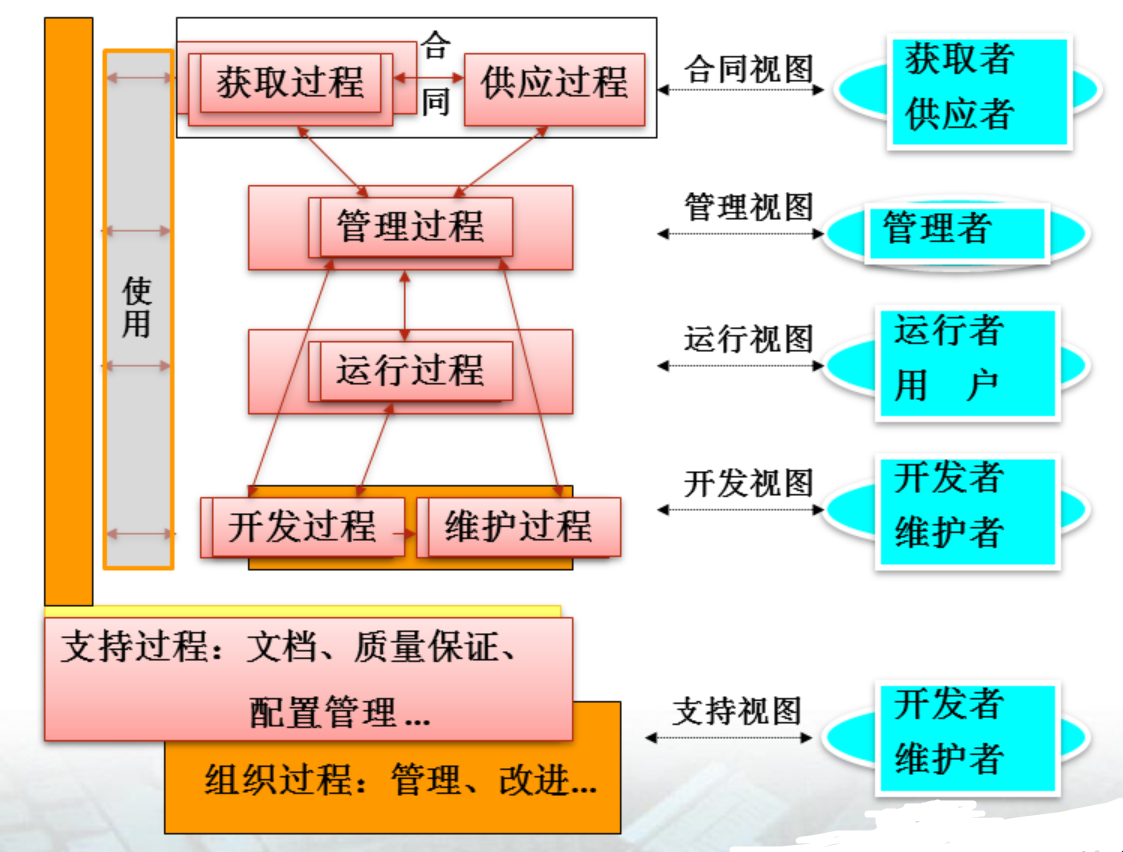 合
同
获取过程
供应过程
合同视图
获取者
供应者
管理过程
管理视图
管理者
使
用
运行过程
运行视图
运行者
用 户
开发过程
维护过程
开发视图
开发者
维护者
支持过程：文档、质量保证、
配置管理...
组织过程：管理、改进...
支持视图
开发者
维护者